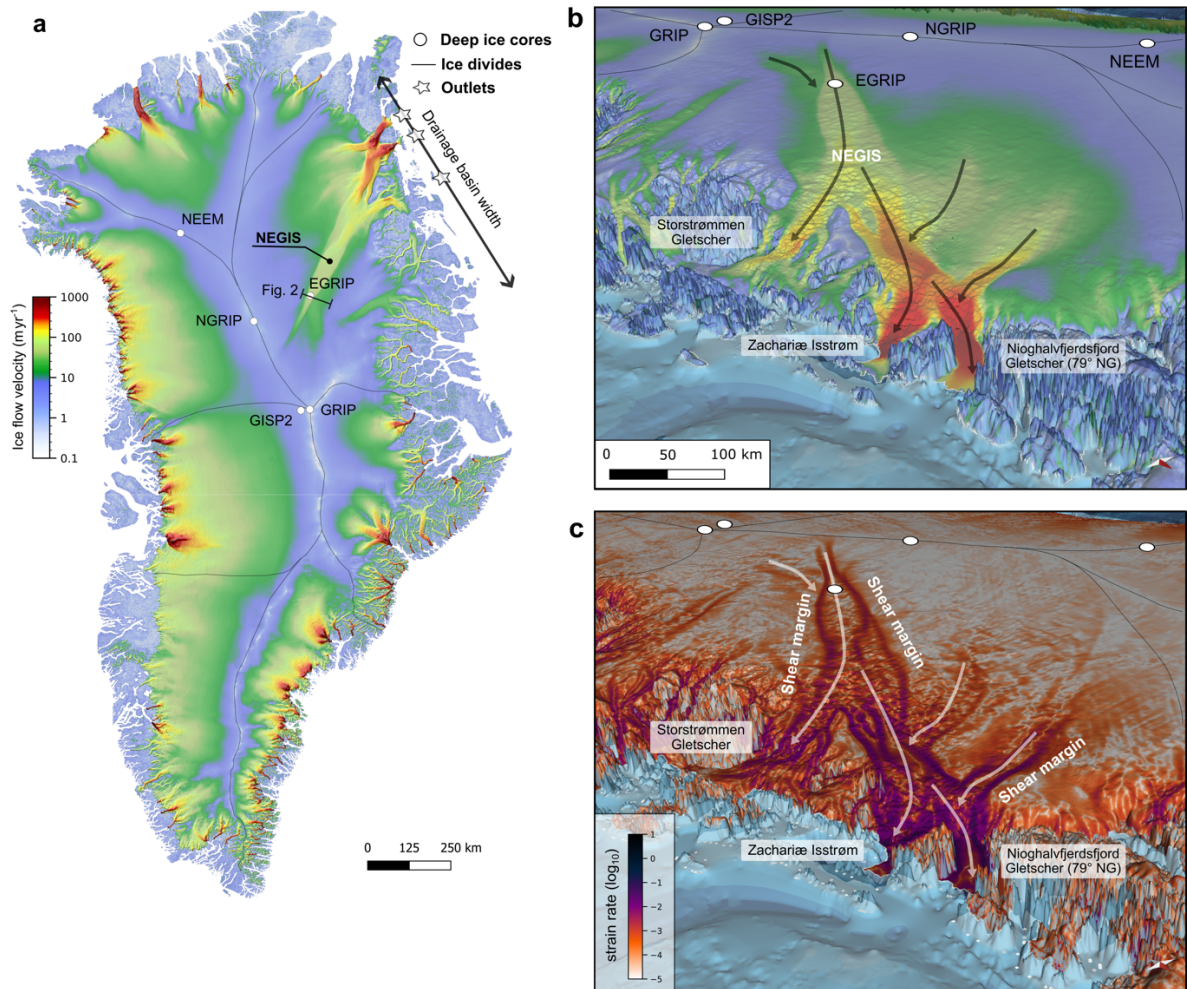 a
Deep ice cores
Ice divides
Outlets
Drainage basin width
NEEM
NEGIS
EGRIP
Fig. 2
NGRIP
GISP2
GRIP
Ice flow velocity (m yr⁻¹)
1000
100
10
1
0.1
0 125 250 km
b
GISP2
GRIP
NGRIP
NEEM
EGRIP
NEGIS
Storstrømmen
Gletscher
Zachariæ Isstrøm
Nioghalvfjerdsfjord
Gletscher (79° NG)
0 50 100 km
c
Shear margin
Shear margin
Shear margin
Storstrømmen
Gletscher
Zachariæ Isstrøm
Nioghalvfjerdsfjord
Gletscher (79° NG)
strain rate (log₁₀)
1
0
-1
-2
-3
-4
-5